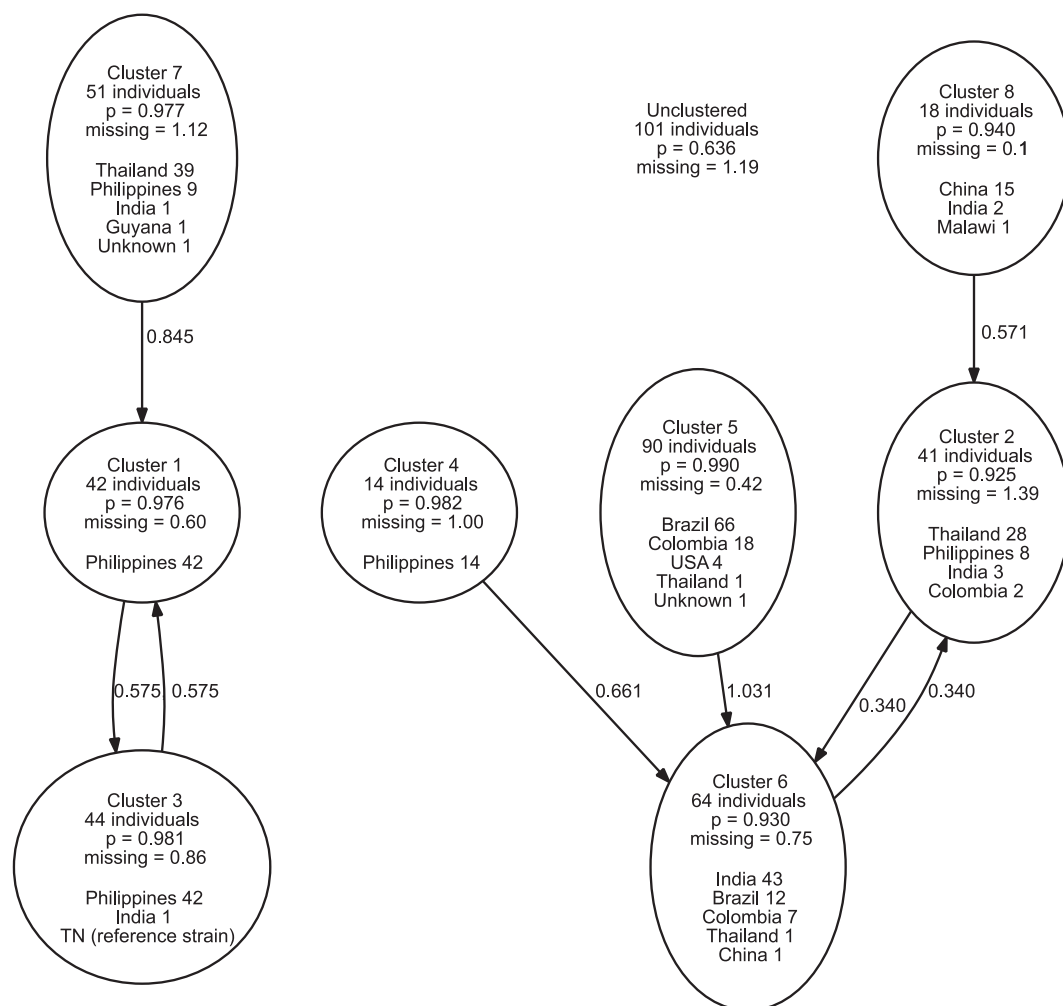 Cluster 7
51 individuals
p = 0.977
missing = 1.12
Thailand 39
Philippines 9
India 1
Guyana 1
Unknown 1
Unclustered
101 individuals
p = 0.636
missing = 1.19
Cluster 8
18 individuals
p = 0.940
missing = 0.1
China 15
India 2
Malawi 1
0.845
0.571
Cluster 1
42 individuals
p = 0.976
missing = 0.60
Philippines 42
Cluster 4
14 individuals
p = 0.982
missing = 1.00
Philippines 14
Cluster 5
90 individuals
p = 0.990
missing = 0.42
Brazil 66
Colombia 18
USA 4
Thailand 1
Unknown 1
Cluster 2
41 individuals
p = 0.925
missing = 1.39
Thailand 28
Philippines 8
India 3
Colombia 2
0.575
0.575
0.661
1.031
0.340
0.340
Cluster 3
44 individuals
p = 0.981
missing = 0.86
Philippines 42
India 1
TN (reference strain)
Cluster 6
64 individuals
p = 0.930
missing = 0.75
India 43
Brazil 12
Colombia 7
Thailand 1
China 1